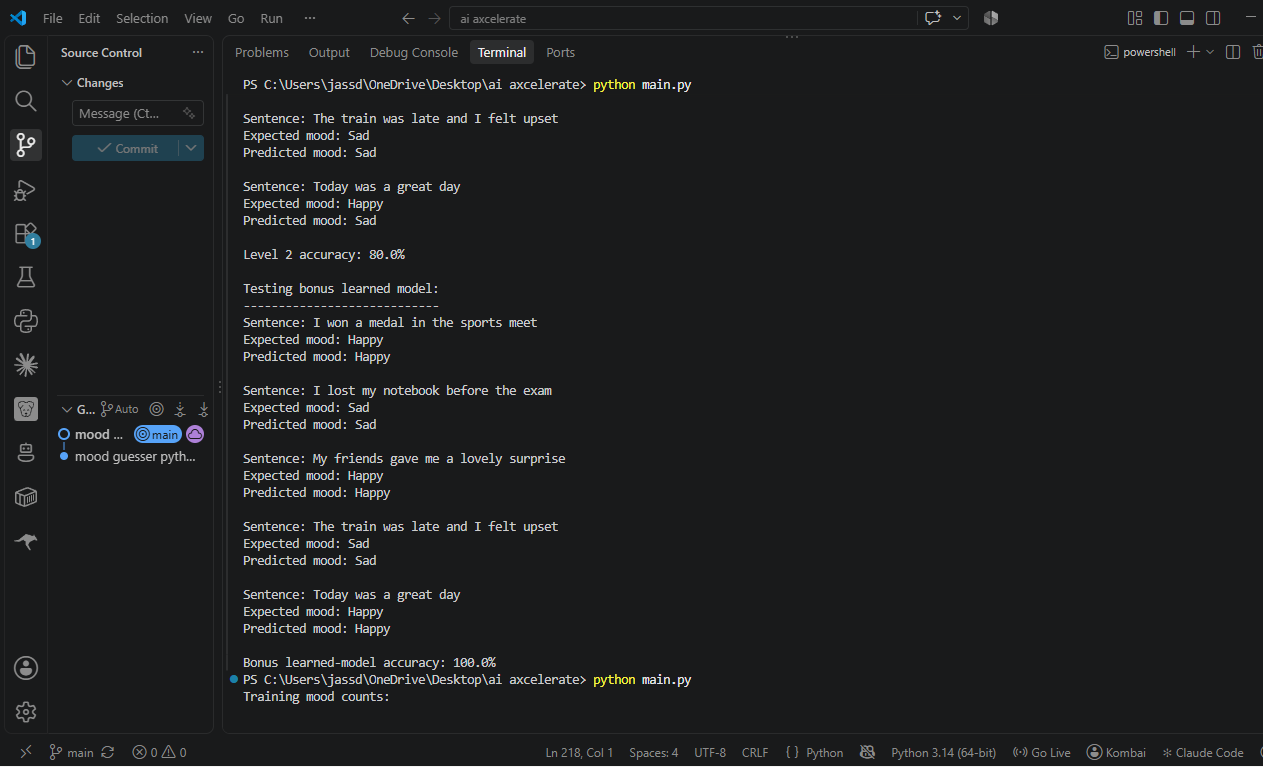 File Edit Selection View Go Run ··· ai axcelerate
Source Control ···
Changes
Message (Ct...
Commit
1
G... Auto
mood ... main
mood guesser pyth...
Problems Output Debug Console Terminal Ports powershell
PS C:\Users\jassd\OneDrive\Desktop\ai axcelerate> python main.py
Sentence: The train was late and I felt upset
Expected mood: Sad
Predicted mood: Sad
Sentence: Today was a great day
Expected mood: Happy
Predicted mood: Sad
Level 2 accuracy: 80.0%
Testing bonus learned model:
----------------------------
Sentence: I won a medal in the sports meet
Expected mood: Happy
Predicted mood: Happy
Sentence: I lost my notebook before the exam
Expected mood: Sad
Predicted mood: Sad
Sentence: My friends gave me a lovely surprise
Expected mood: Happy
Predicted mood: Happy
Sentence: The train was late and I felt upset
Expected mood: Sad
Predicted mood: Sad
Sentence: Today was a great day
Expected mood: Happy
Predicted mood: Happy
Bonus learned-model accuracy: 100.0%
PS C:\Users\jassd\OneDrive\Desktop\ai axcelerate> python main.py
Training mood counts:
main 0 0 Ln 218, Col 1 Spaces: 4 UTF-8 CRLF { } Python Python 3.14 (64-bit) Go Live Kombai Claude Code